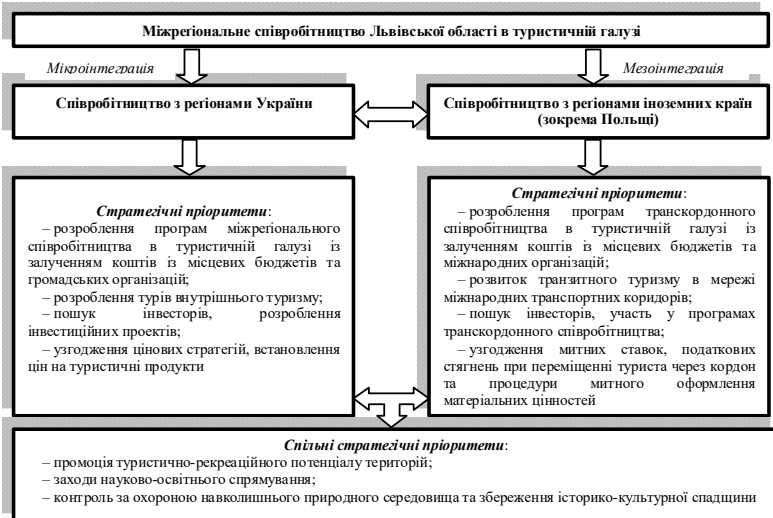 Міжрегіональне співробітництво Львівської області в туристичній галузі
Мікроінтеграція
Мезоінтеграція
Співробітництво з регіонами України
Співробітництво з регіонами іноземних країн
(зокрема Польщі)
Стратегічні пріоритети:
– розроблення програм міжрегіонального
співробітництва в туристичній галузі із
залученням коштів із місцевих бюджетів та
громадських організацій;
– розроблення турів внутрішнього туризму;
– пошук інвесторів, розроблення
інвестиційних проектів;
– узгодження цінових стратегій, встановлення
цін на туристичні продукти
Стратегічні пріоритети:
– розроблення програм транскордонного
співробітництва в туристичній галузі із
залученням коштів із місцевих бюджетів та
міжнародних організацій;
– розвиток транзитного туризму в мережі
міжнародних транспортних коридорів;
– пошук інвесторів, участь у програмах
транскордонного співробітництва;
– узгодження митних ставок, податкових
стягнень при переміщенні туриста через кордон
та процедури митного оформлення
матеріальних цінностей
Спільні стратегічні пріоритети:
– промоція туристично-рекреаційного потенціалу територій;
– заходи науково-освітнього спрямування;
– контроль за охороною навколишнього природного середовища та збереження історико-культурної спадщини